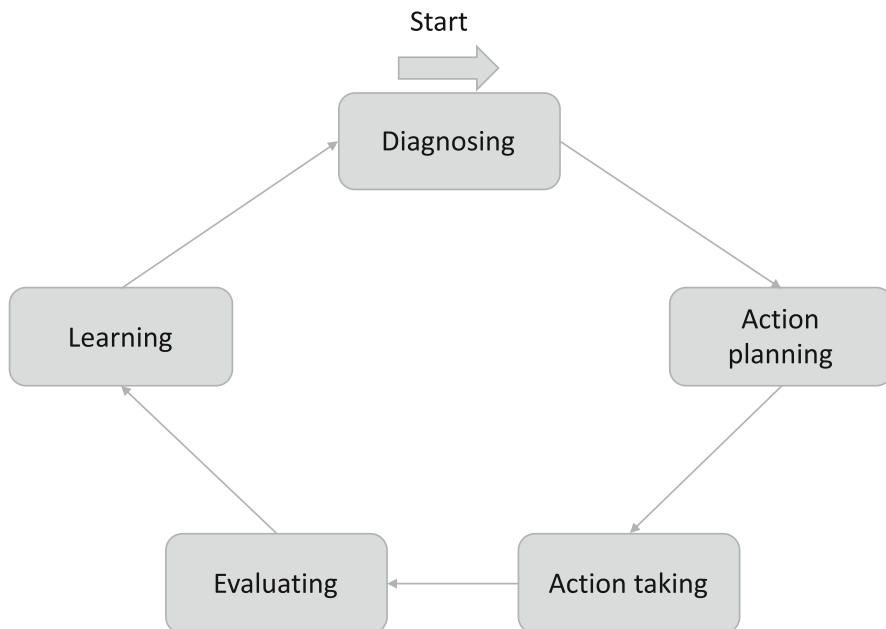 Start
Diagnosing
Action
planning
Action taking
Evaluating
Learning